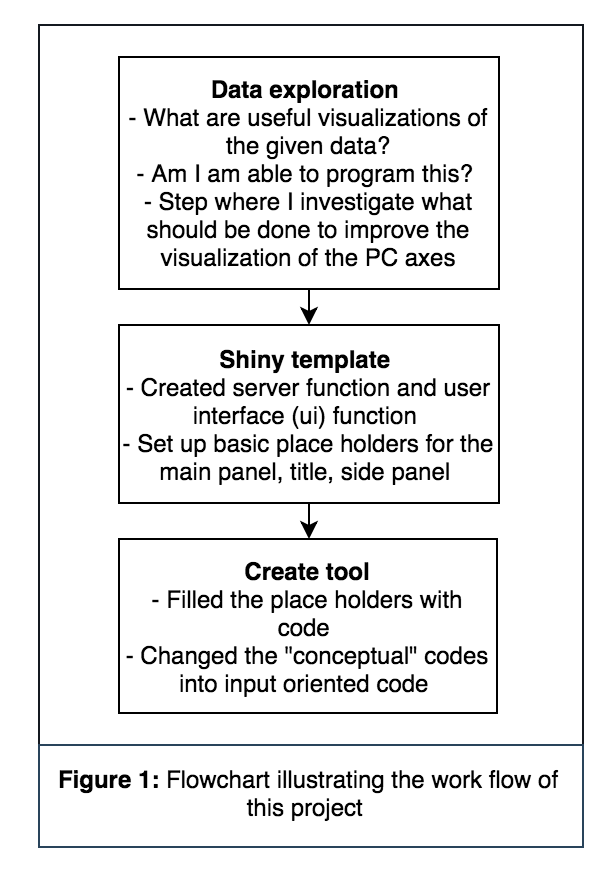 Data exploration
- What are useful visualizations of
the given data?
- Am I am able to program this?
- Step where I investigate what
should be done to improve the
visualization of the PC axes
Shiny template
- Created server function and user
interface (ui) function
- Set up basic place holders for the
main panel, title, side panel
Create tool
- Filled the place holders with
code
- Changed the "conceptual" codes
into input oriented code
Figure 1: Flowchart illustrating the work flow of
this project